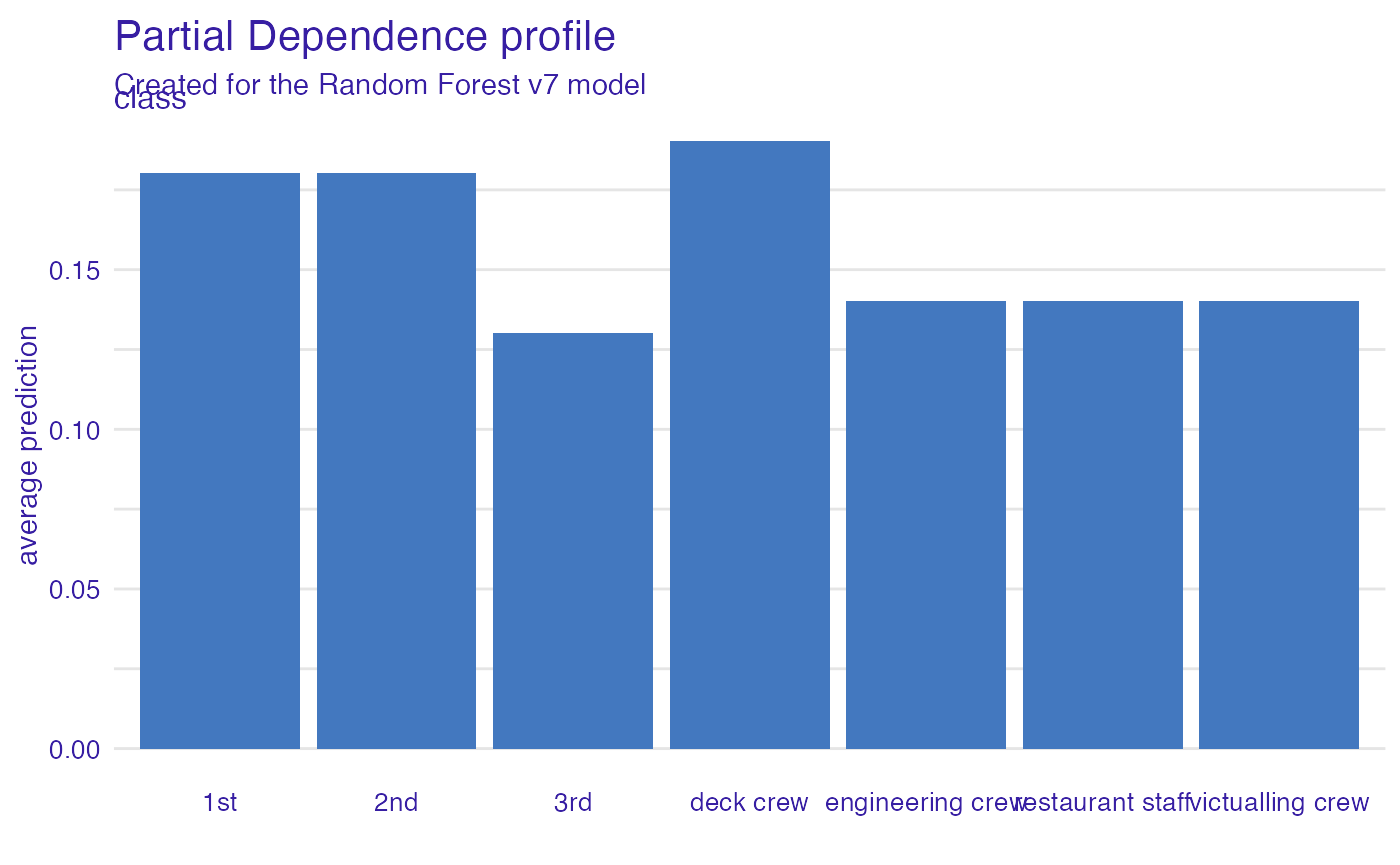 Partial Dependence profile
Created for the Random Forest v7 model
class
average prediction
0.15
0.10
0.05
0.00
1st
2nd
3rd
deck crew
engineering crew
restaurant staff
victualling crew